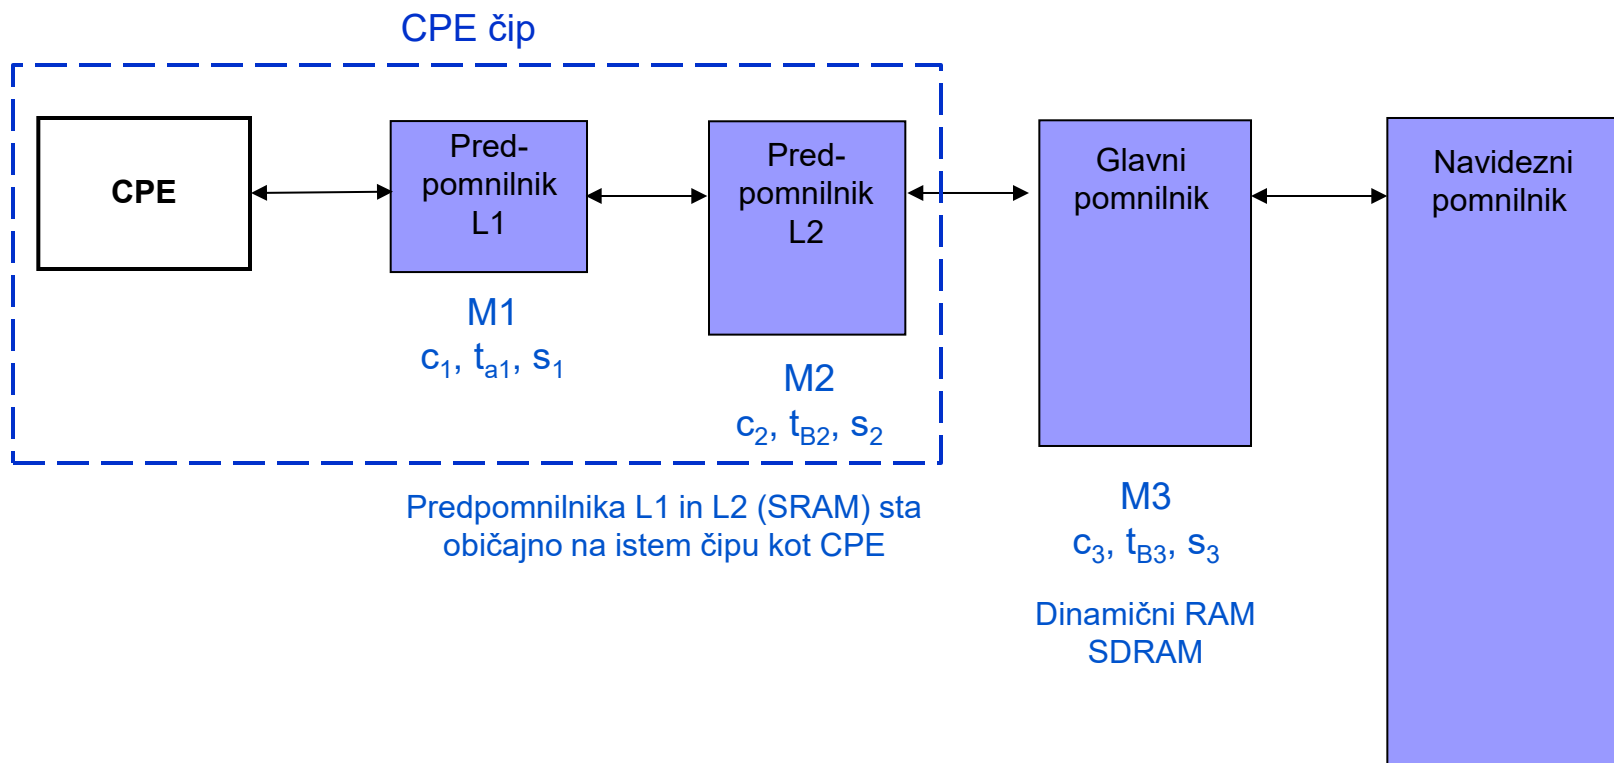 CPE čip
CPE
Pred-
pomnilnik
L1
M1
c1, ta1, s1
Pred-
pomnilnik
L2
M2
c2, tB2, s2
Predpomnilnika L1 in L2 (SRAM) sta
običajno na istem čipu kot CPE
Glavni
pomnilnik
M3
c3, tB3, s3
Dinamični RAM
SDRAM
Navidezni
pomnilnik